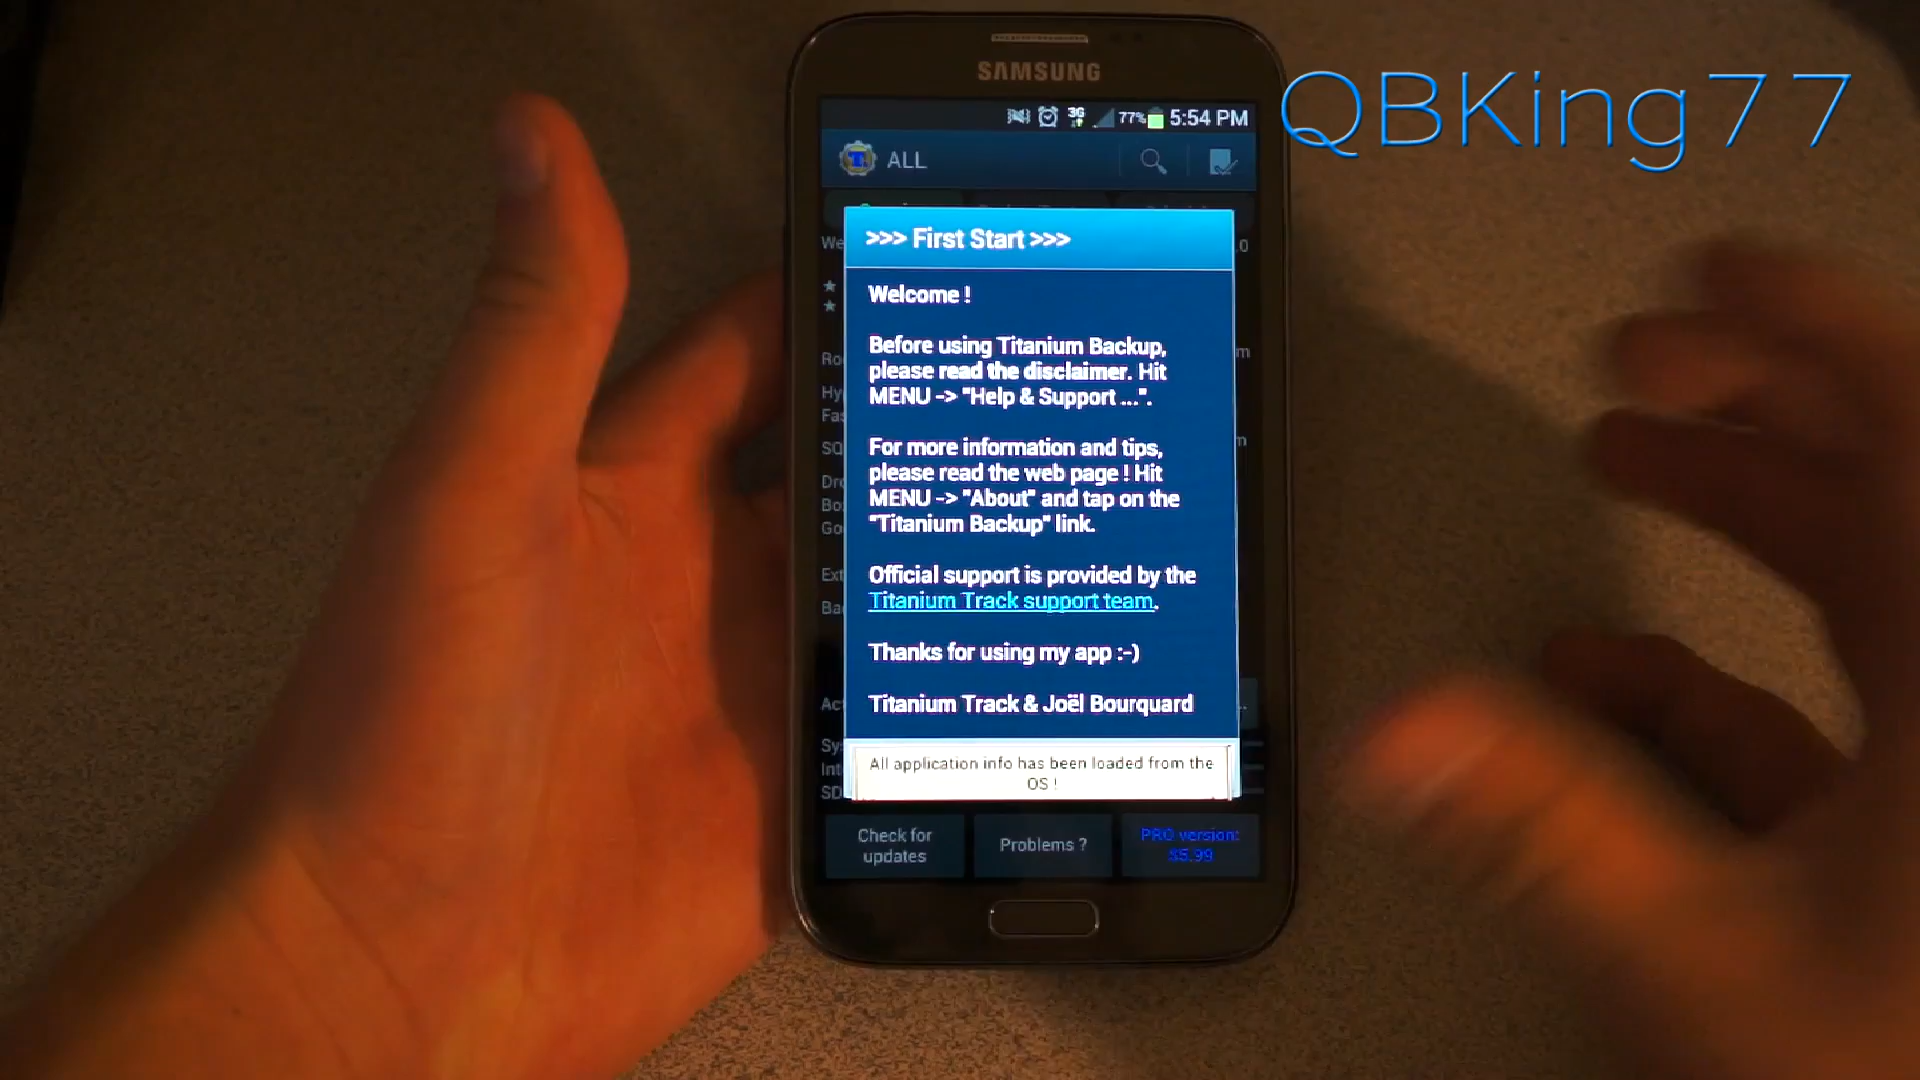 SAMSUNG
QBKing77
3G 77% 5:54 PM
ALL
>>> First Start >>>
Welcome !
Before using Titanium Backup,
please read the disclaimer. Hit
MENU -> "Help & Support ...".
For more information and tips,
please read the web page ! Hit
MENU -> "About" and tap on the
"Titanium Backup" link.
Official support is provided by the
Titanium Track support team.
Thanks for using my app :-)
Titanium Track & Joël Bourquard
All application info has been loaded from the
OS !
Check for
updates
Problems ?
PRO version:
$5.99